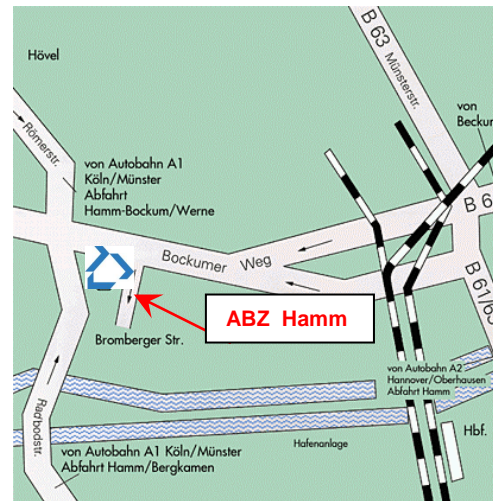 B 63
Münsterstr.
Hövel
Römerstr.
von
Beckum
von Autobahn A1
Köln/Münster
Abfahrt
Hamm-Bockum/Werne
B 6
Bockumer Weg
B 61/63
ABZ Hamm
Bromberger Str.
von Autobahn A2
Hannover/Oberhausen
Abfahrt Hamm
Radbodstr.
Hbf.
Hafenanlage
von Autobahn A1 Köln/Münster
Abfahrt Hamm/Bergkamen